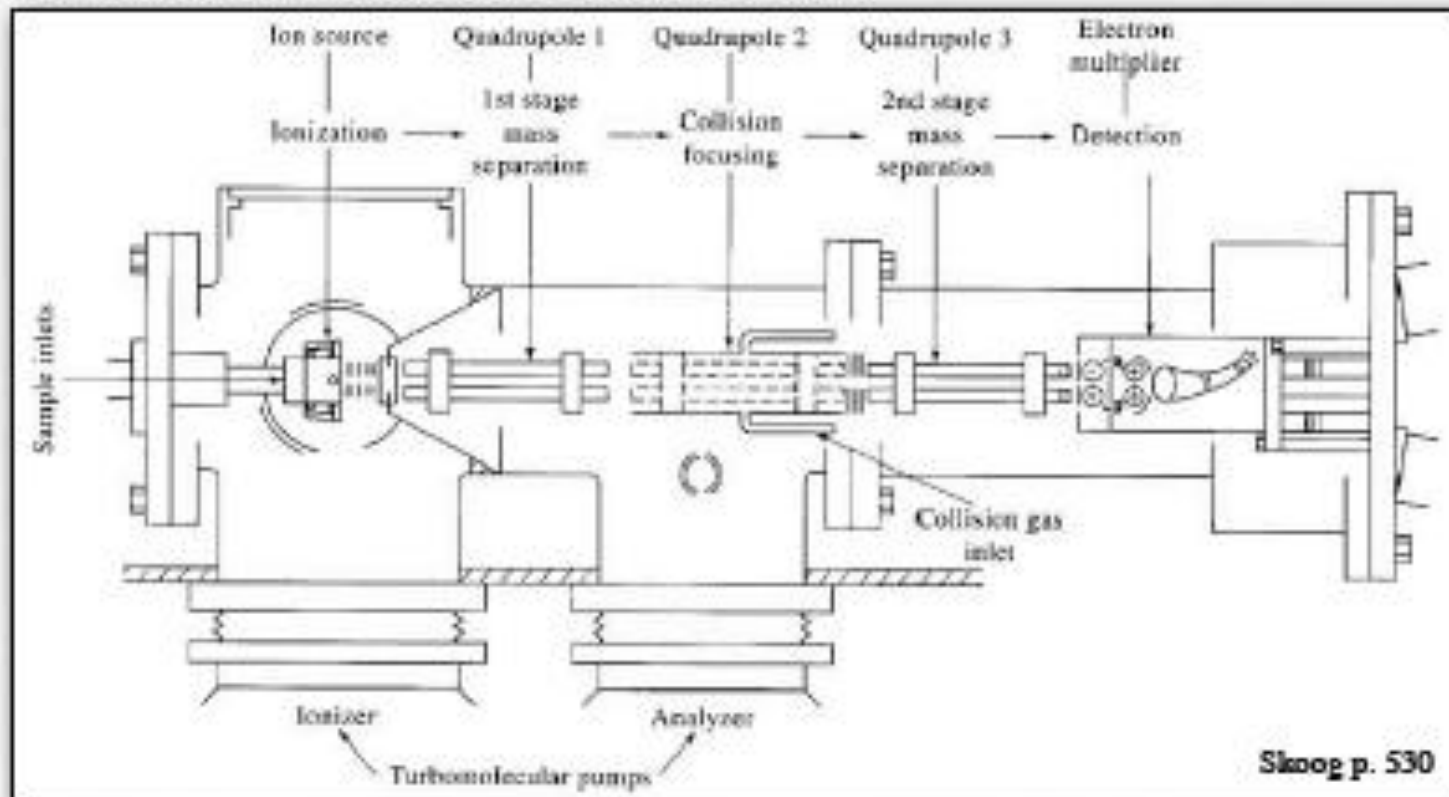 Ion source
Quadrupole 1
Quadrupole 2
Quadrupole 3
Electron
multiplier
Ionization
1st stage
mass
separation
Collision
focusing
2nd stage
mass
separation
Detection
Sample inlets
Collision gas
inlet
Ionizer
Analyzer
Turbomolecular pumps
Skoog p. 530